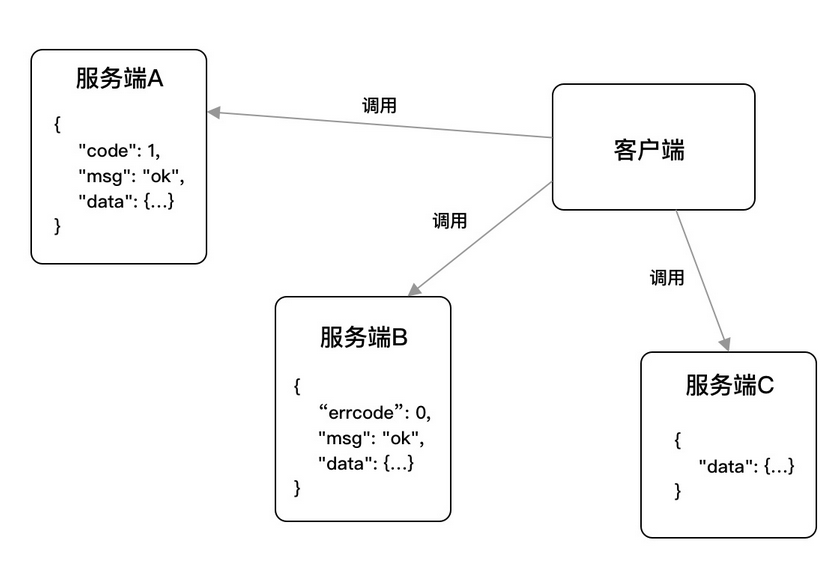 服务端A
{
"code": 1,
"msg": "ok",
"data": {...}
}
调用
客户端
调用
调用
服务端B
{
“errcode”: 0,
"msg": "ok",
"data": {...}
}
服务端C
{
"data": {...}
}